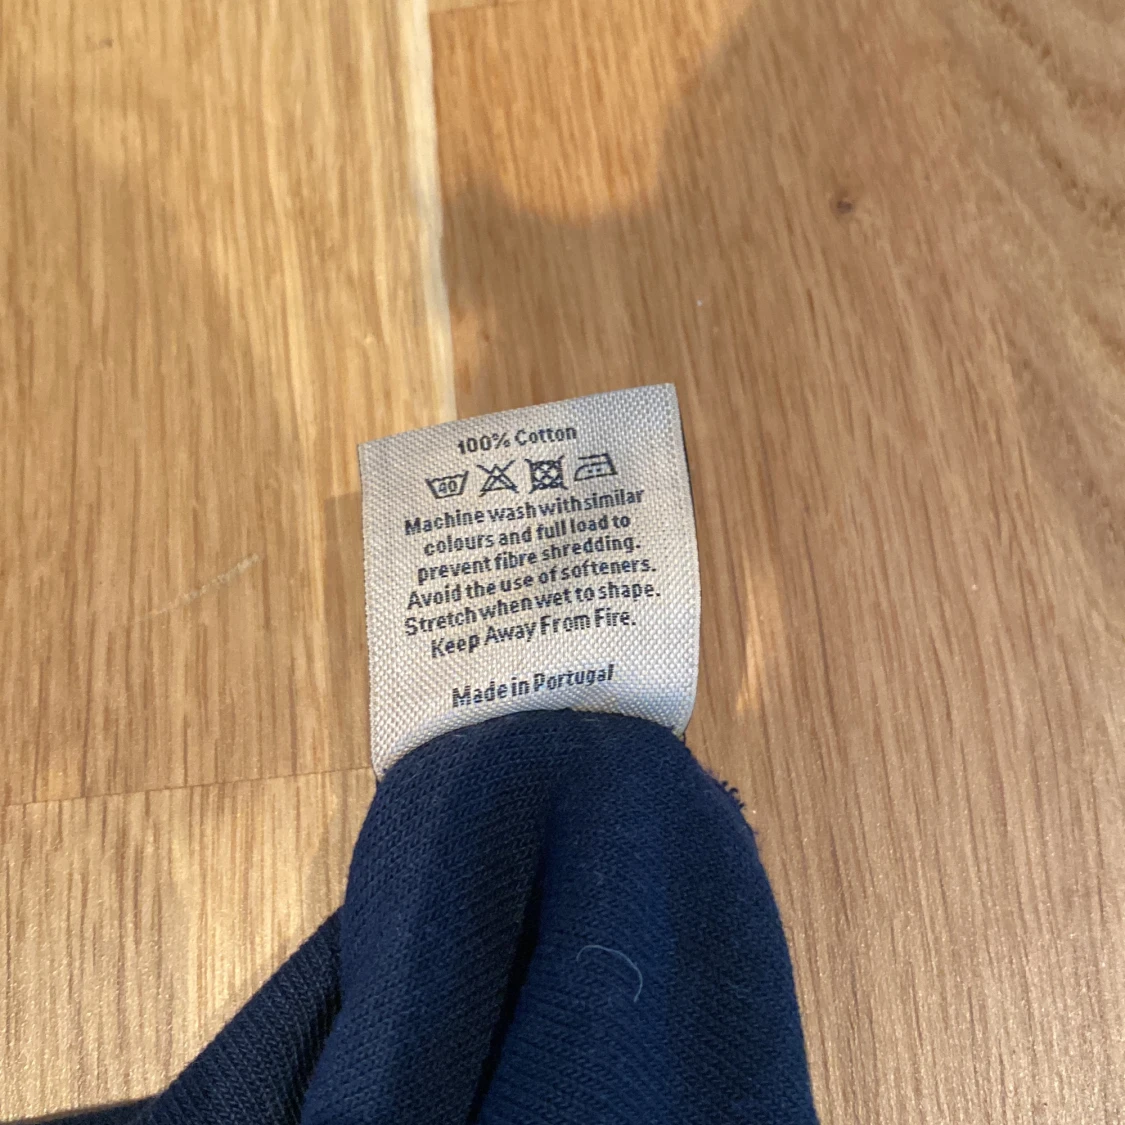 100% Cotton
40
Machine wash with similar
colours and full load to
prevent fibre shredding.
Avoid the use of softeners.
Stretch when wet to shape.
Keep Away From Fire.
Made in Portugal